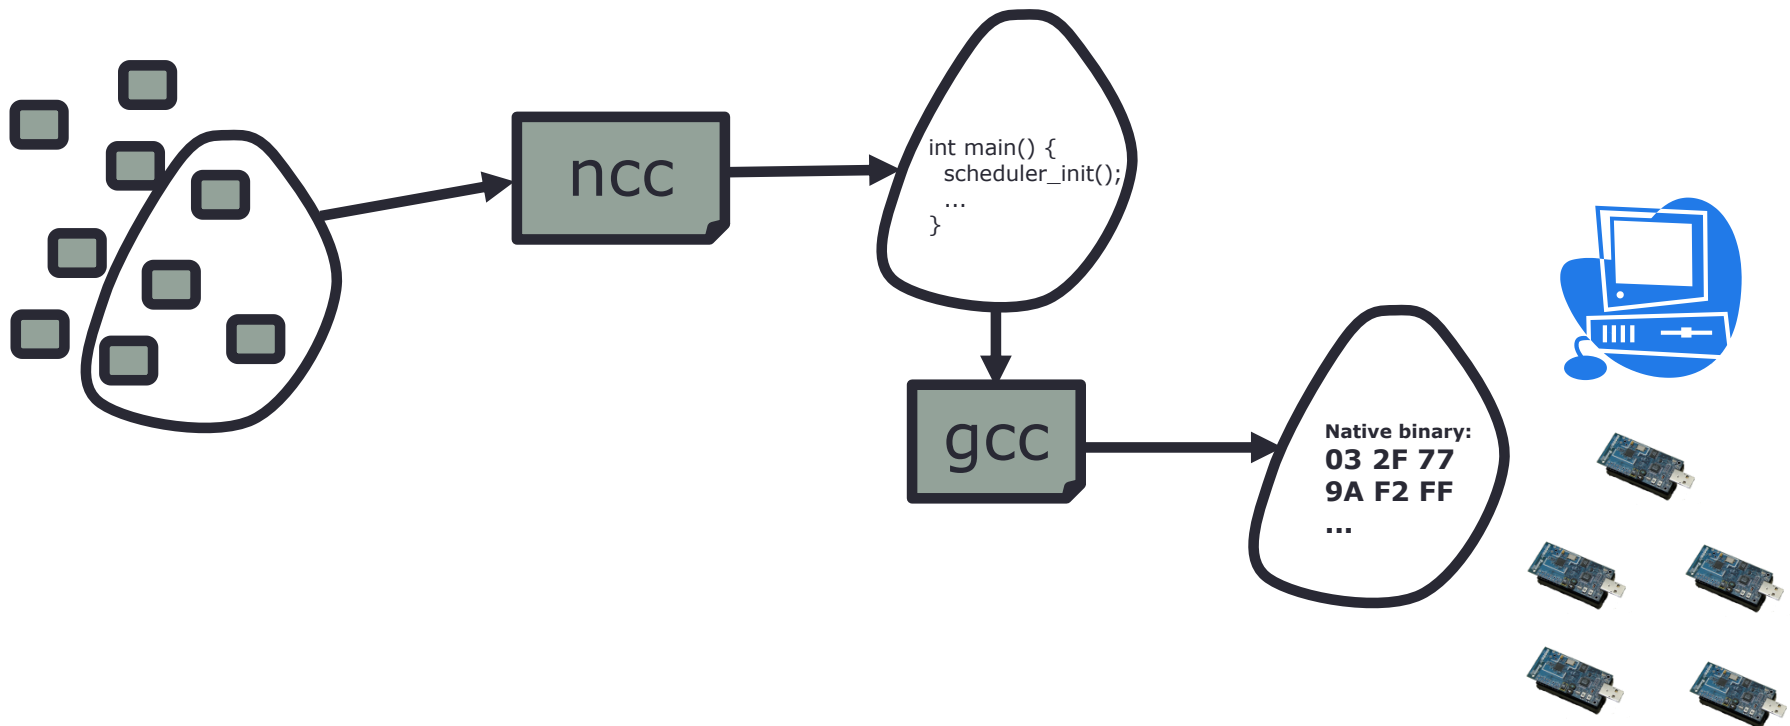 ncc
int main() {
scheduler_init();
...
}
gcc
Native binary:
03 2F 77
9A F2 FF
...